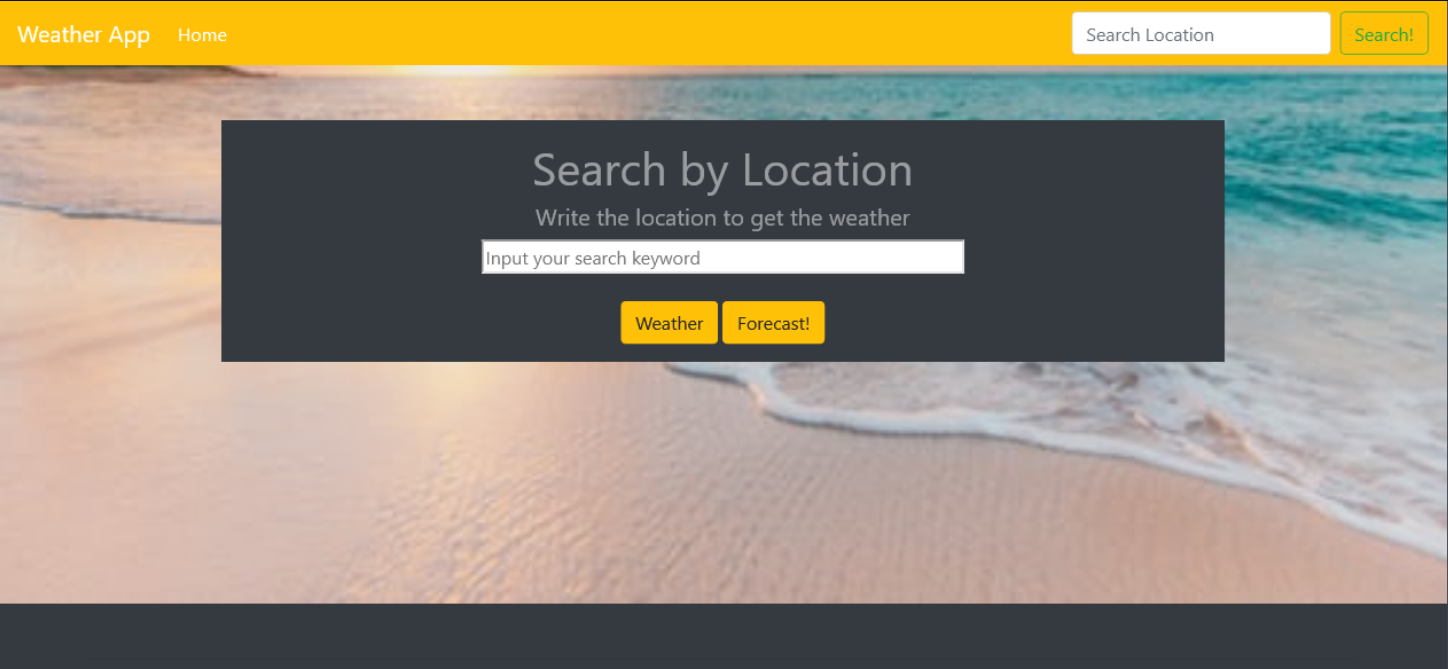 Weather App Home Search Location Search!
Search by Location
Write the location to get the weather
Input your search keyword
Weather Forecast!